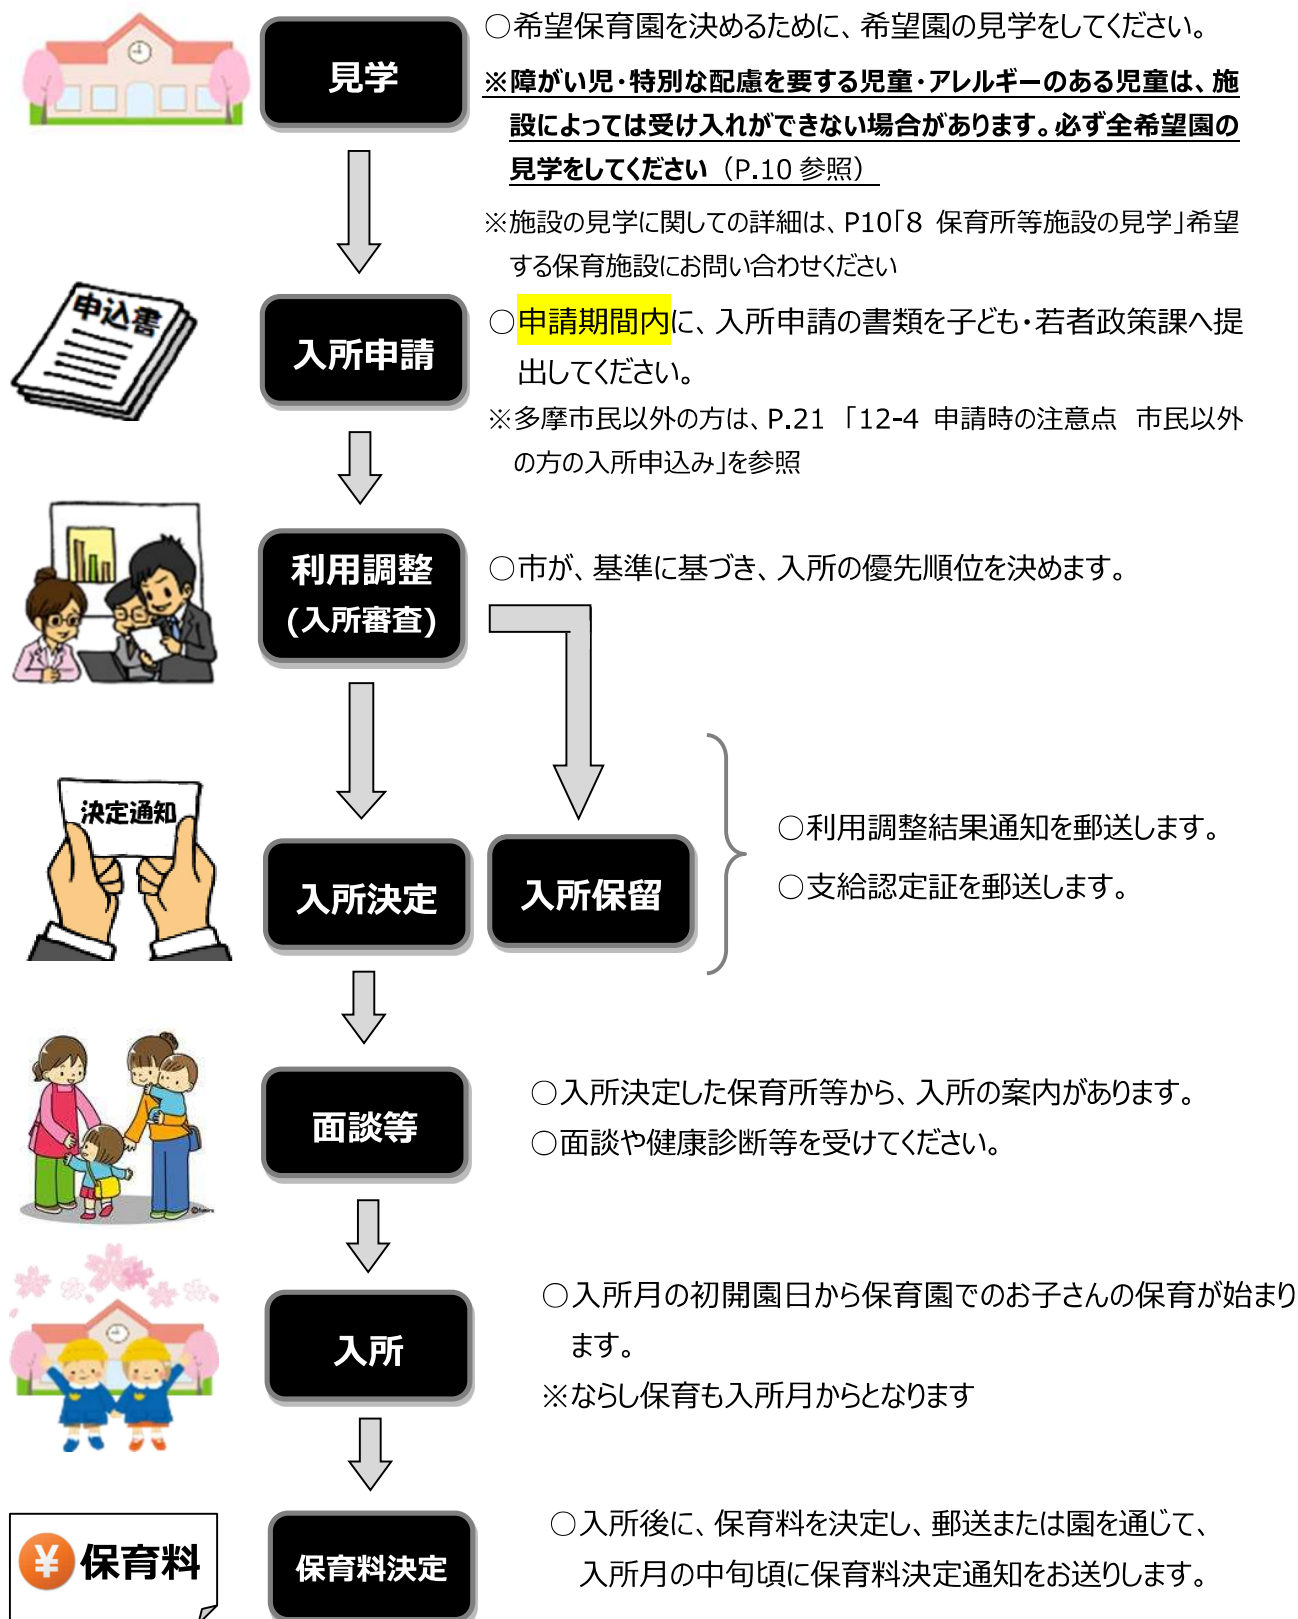 見学
○希望保育園を決めるために、希望園の見学をしてください。
※障がい児・特別な配慮を要する児童・アレルギーのある児童は、施
設によっては受け入れができない場合があります。必ず全希望園の
見学をしてください（P.10 参照）
※施設の見学に関しての詳細は、P10「8 保育所等施設の見学」希望
する保育施設にお問い合わせください
申込書
入所申請
○申請期間内に、入所申請の書類を子ども・若者政策課へ提
出してください。
※多摩市民以外の方は、P.21 「12-4 申請時の注意点 市民以外
の方の入所申込み」を参照
利用調整
(入所審査)
○市が、基準に基づき、入所の優先順位を決めます。
決定通知
入所決定
入所保留
○利用調整結果通知を郵送します。
○支給認定証を郵送します。
面談等
○入所決定した保育所等から、入所の案内があります。
○面談や健康診断等を受けてください。
入所
○入所月の初開園日から保育園でのお子さんの保育が始まり
ます。
※ならし保育も入所月からとなります
¥ 保育料
保育料決定
○入所後に、保育料を決定し、郵送または園を通じて、
入所月の中旬頃に保育料決定通知をお送りします。